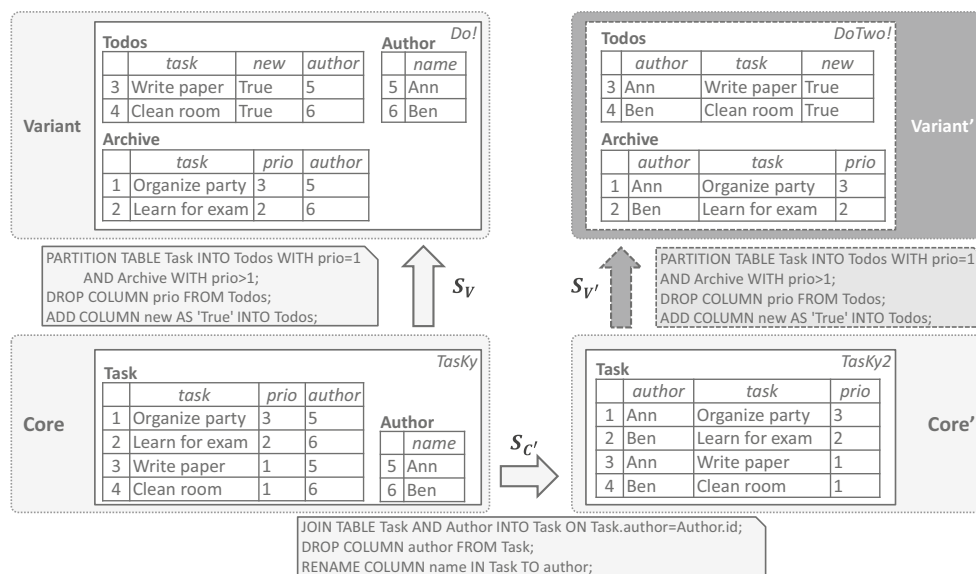 Variant
Do!
Todos
task new author
3 Write paper True 5
4 Clean room True 6
Author
name
5 Ann
6 Ben
Archive
task prio author
1 Organize party 3 5
2 Learn for exam 2 6
Variant’
DoTwo!
Todos
author task new
3 Ann Write paper True
4 Ben Clean room True
Archive
author task prio
1 Ann Organize party 3
2 Ben Learn for exam 2
PARTITION TABLE Task INTO Todos WITH prio=1
AND Archive WITH prio>1;
DROP COLUMN prio FROM Todos;
ADD COLUMN new AS 'True' INTO Todos;
S_V
S_V'
PARTITION TABLE Task INTO Todos WITH prio=1
AND Archive WITH prio>1;
DROP COLUMN prio FROM Todos;
ADD COLUMN new AS 'True' INTO Todos;
Core
TasKy
Task
task prio author
1 Organize party 3 5
2 Learn for exam 2 6
3 Write paper 1 5
4 Clean room 1 6
Author
name
5 Ann
6 Ben
S_C'
Core’
TasKy2
Task
author task prio
1 Ann Organize party 3
2 Ben Learn for exam 2
3 Ann Write paper 1
4 Ben Clean room 1
JOIN TABLE Task AND Author INTO Task ON Task.author=Author.id;
DROP COLUMN author FROM Task;
RENAME COLUMN name IN Task TO author;